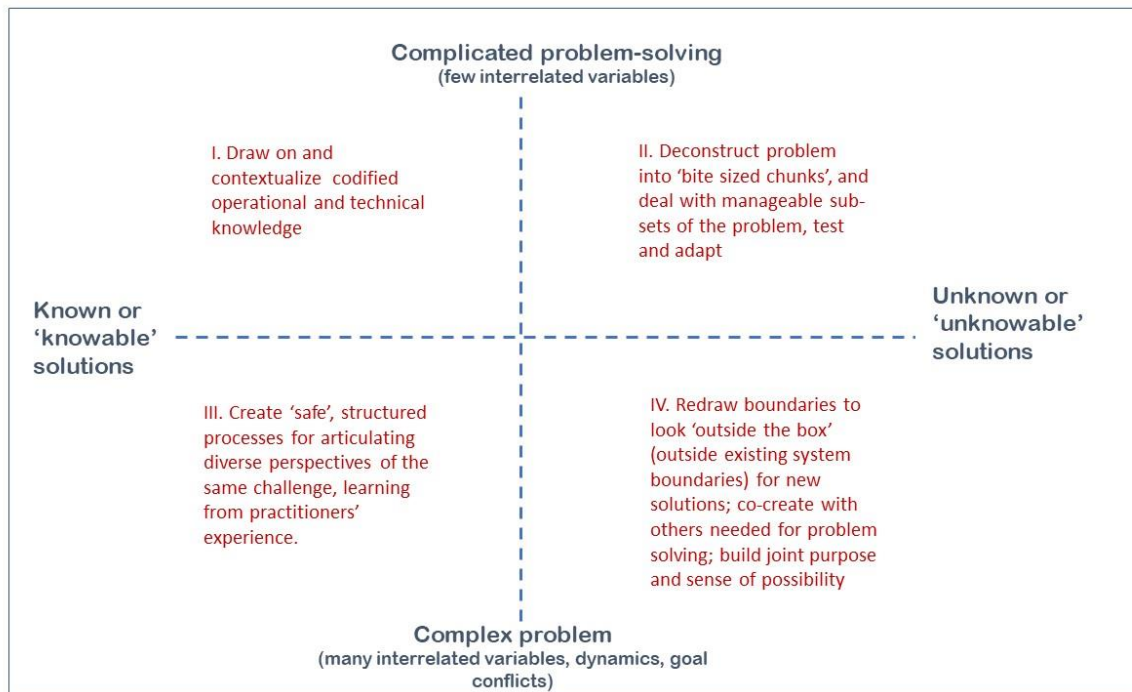 Complicated problem-solving
(few interrelated variables)
I. Draw on and
contextualize codified
operational and technical
knowledge
II. Deconstruct problem
into ‘bite sized chunks’, and
deal with manageable sub-
sets of the problem, test
and adapt
Known or
‘knowable’
solutions
Unknown or
‘unknowable’
solutions
III. Create ‘safe’, structured
processes for articulating
diverse perspectives of the
same challenge, learning
from practitioners’
experience.
IV. Redraw boundaries to
look ‘outside the box’
(outside existing system
boundaries) for new
solutions; co-create with
others needed for problem
solving; build joint purpose
and sense of possibility
Complex problem
(many interrelated variables, dynamics, goal
conflicts)